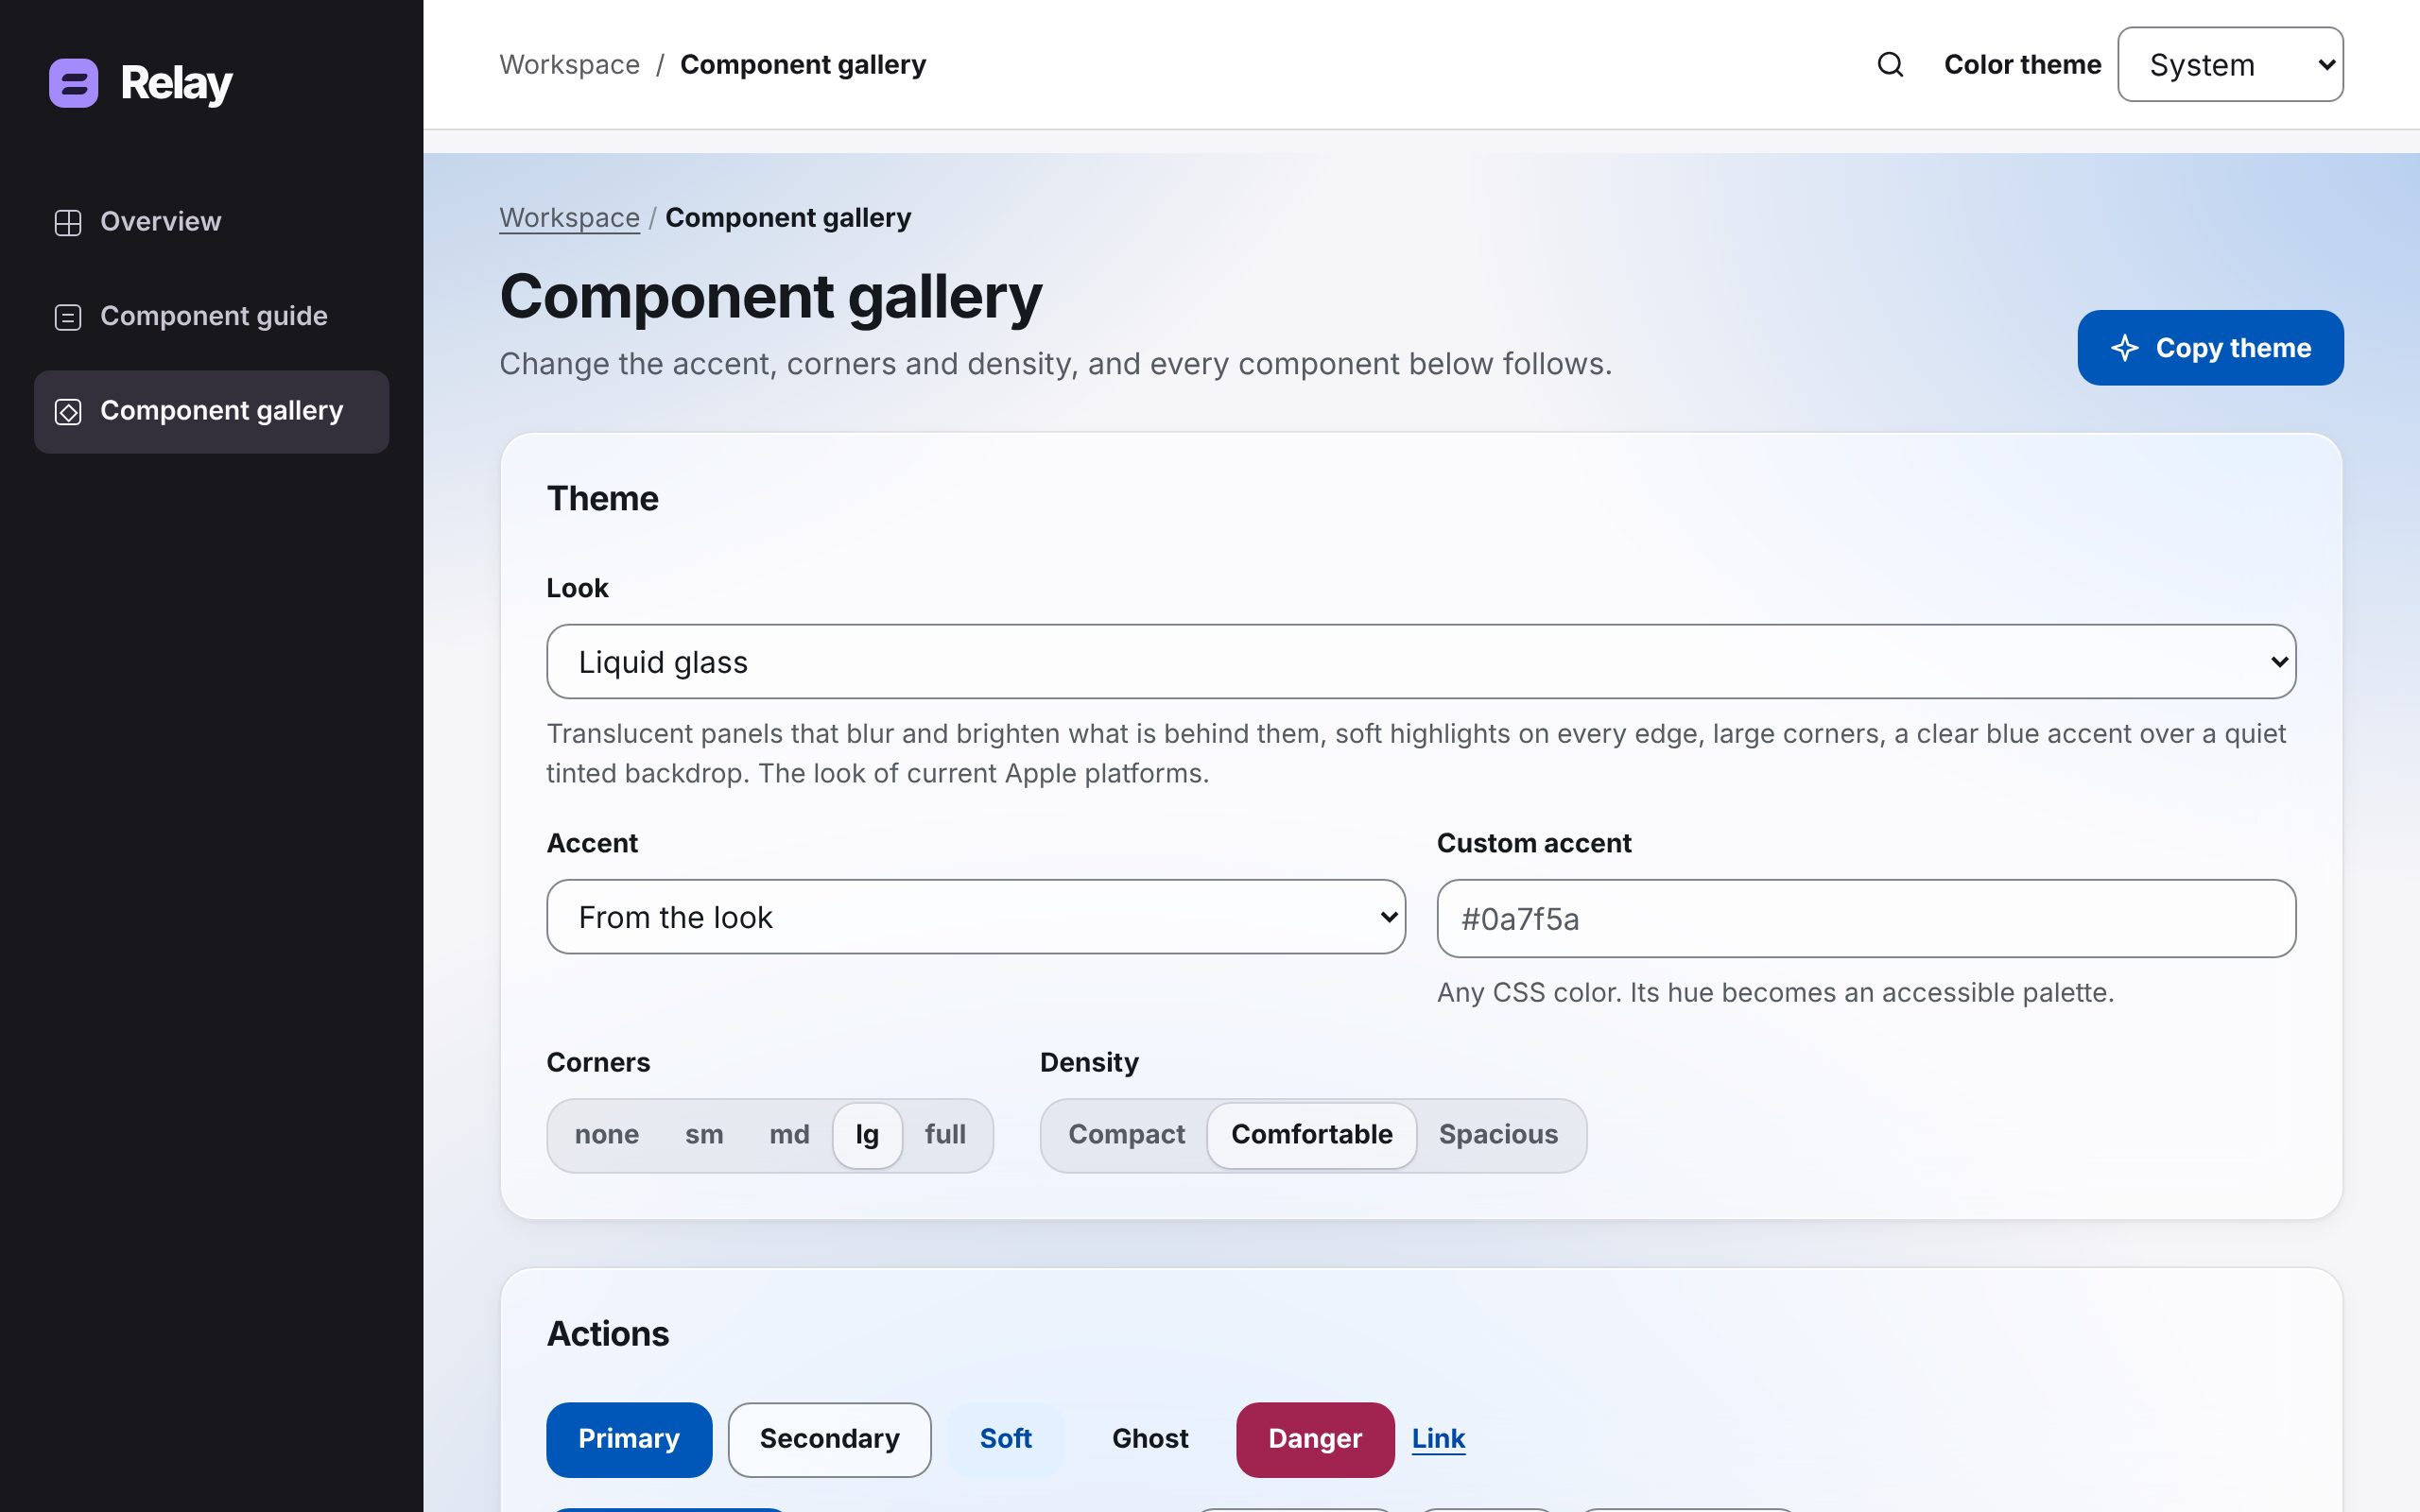 Relay
Overview
Component guide
Component gallery
Workspace / Component gallery
Color theme
System
Workspace / Component gallery
Component gallery
Change the accent, corners and density, and every component below follows.
Copy theme
Theme
Look
Liquid glass
Translucent panels that blur and brighten what is behind them, soft highlights on every edge, large corners, a clear blue accent over a quiet
tinted backdrop. The look of current Apple platforms.
Accent
From the look
Custom accent
#0a7f5a
Any CSS color. Its hue becomes an accessible palette.
Corners
none sm md lg full
Density
Compact Comfortable Spacious
Actions
Primary Secondary Soft Ghost Danger Link